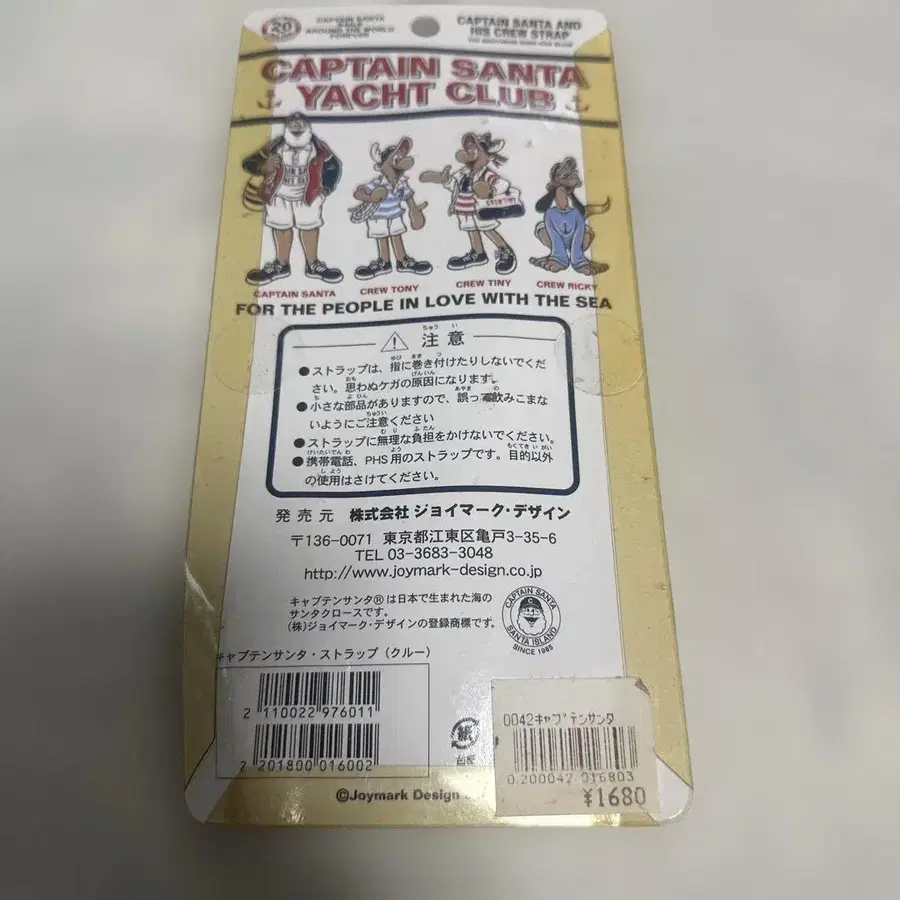 20
CAPTAIN SANTA
AROUND THE WORLD
FOREVER
CAPTAIN SANTA AND
HIS CREW STRAP
CAPTAIN SANTA
YACHT CLUB
CREW TINY
CAPTAIN SANTA
CREW TONY
CREW TINY
CREW RICKY
FOR THE PEOPLE IN LOVE WITH THE SEA
注意
●ストラップは、指に巻き付けたりしないでくだ
さい。思わぬケガの原因になります。
●小さな部品がありますので、誤って飲みこまな
いようにご注意ください
●ストラップに無理な負担をかけないでください。
●携帯電話、PHS用のストラップです。目的以外
の使用はさけてください。
発売元 株式会社 ジョイマーク・デザイン
〒136-0071 東京都江東区亀戸3-35-6
TEL 03-3683-3048
http://www.joymark-design.co.jp
キャプテンサンタ®は日本で生まれた海の
サンタクロースです。
(株)ジョイマーク・デザインの登録商標です。
CAPTAIN SANTA
SANTA ISLAND
SINCE 1985
キャプテンサンタ・ストラップ（クルー）
2 110022 976011
2 201800 016002
紙
台紙
0042キャプテンサンタ
0 200042 016803
¥1680
©Joymark Design